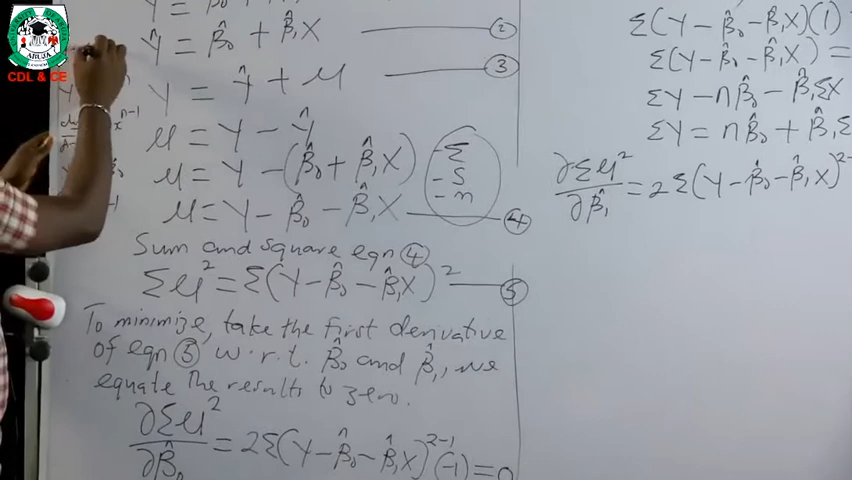 UNIVERSITY OF ABUJA
CDL & CE
Y = β̂₀ + β̂₁X
Ŷ = β̂₀ + β̂₁X — ②
Y = Ŷ + μ — ③
μ = Y - Ŷ
μ = Y - (β̂₀ + β̂₁X)
μ = Y - β̂₀ - β̂₁X — ④
Σ
- S
- n
Sum and square eqn ④
Σμ² = Σ(Y - β̂₀ - β̂₁X)² — ⑤
To minimize, take the first derivative
of eqn ⑤ w.r.t. β̂₀ and β̂₁, we
equate the results to zero.
∂Σμ²/∂β̂₀ = 2Σ(Y - β̂₀ - β̂₁X)²⁻¹(-1) = 0
Σ(Y - β̂₀ - β̂₁X)(1)
Σ(Y - β̂₀ - β̂₁X) =
ΣY - nβ̂₀ - β̂₁ΣX
ΣY = nβ̂₀ + β̂₁Σ
∂Σμ²/∂β̂₁ = 2Σ(Y - β̂₀ - β̂₁X)²⁻